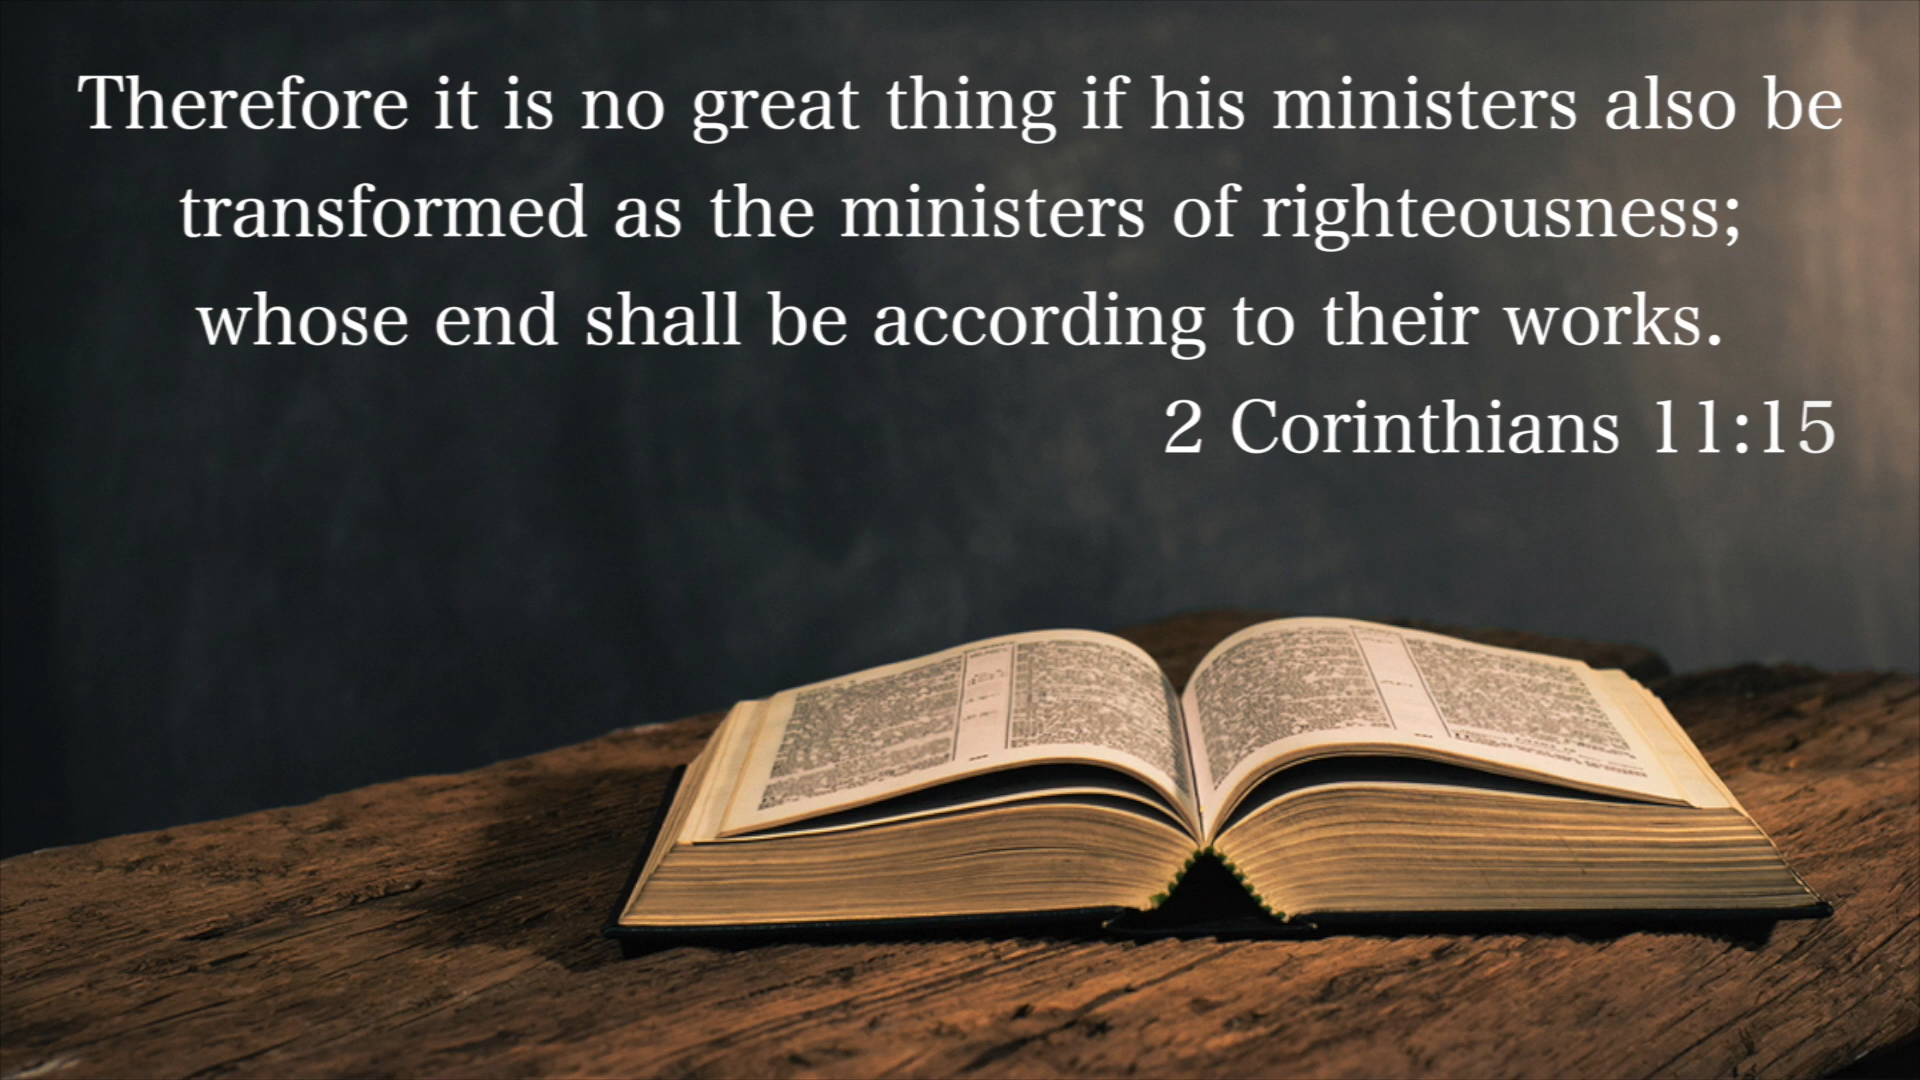 Therefore it is no great thing if his ministers also be
transformed as the ministers of righteousness;
whose end shall be according to their works.
2 Corinthians 11:15